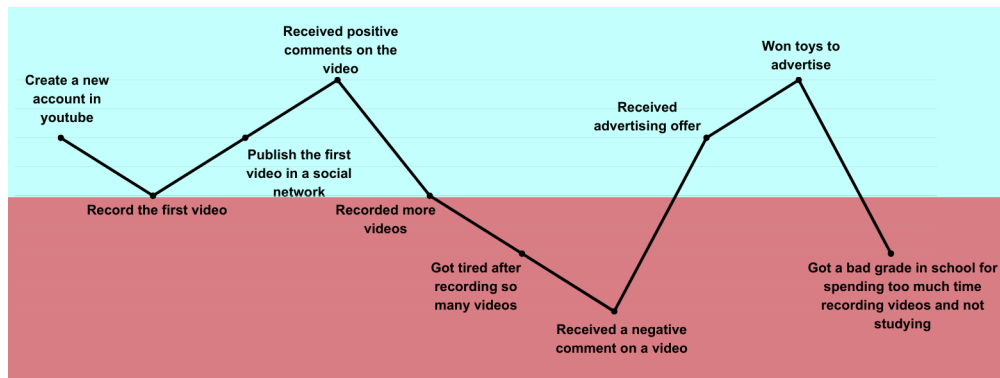 Create a new
account in
youtube
Record the first video
Publish the first
video in a social
network
Received positive
comments on the
video
Recorded more
videos
Got tired after
recording so
many videos
Received a negative
comment on a video
Received
advertising offer
Won toys to
advertise
Got a bad grade in school for
spending too much time
recording videos and not
studying